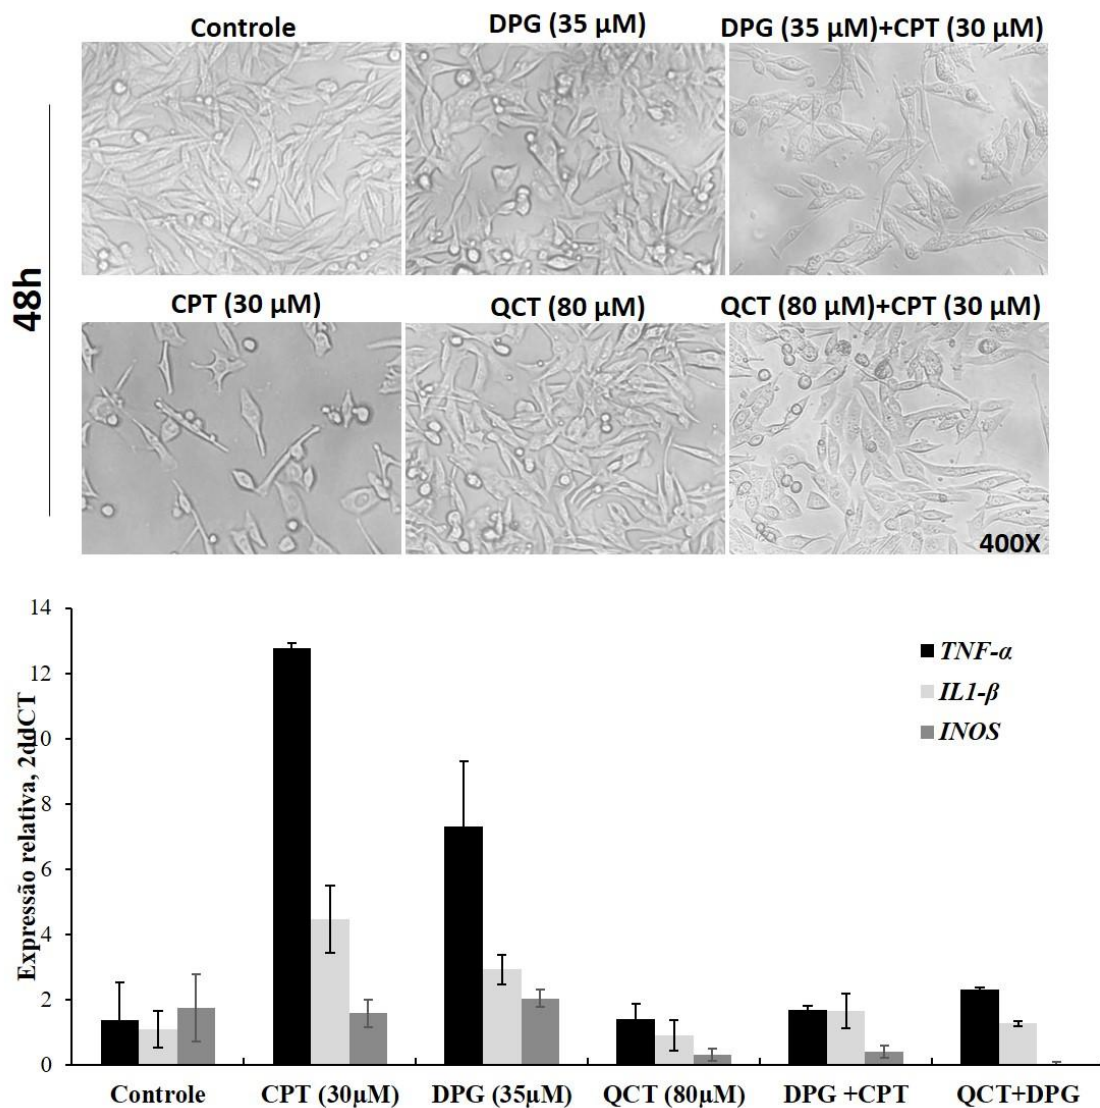 Controle
DPG (35 µM)
DPG (35 µM)+CPT (30 µM)
48h
CPT (30 µM)
QCT (80 µM)
QCT (80 µM)+CPT (30 µM)
400X
Expressão relativa, 2ddCT
14
12
10
8
6
4
2
0
TNF-α
IL1-β
INOS
Controle
CPT (30µM)
DPG (35µM)
QCT (80µM)
DPG +CPT
QCT+DPG